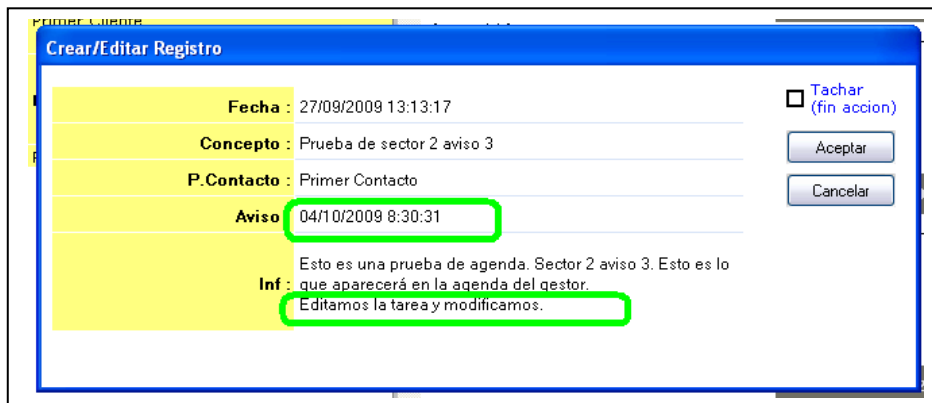 Primer Cliente
Crear/Editar Registro
Fecha : 27/09/2009 13:13:17
Tachar
(fin accion)
Concepto : Prueba de sector 2 aviso 3
Aceptar
P.Contacto : Primer Contacto
Cancelar
Aviso 04/10/2009 8:30:31
Esto es una prueba de agenda. Sector 2 aviso 3. Esto es lo
Inf : que aparecerá en la agenda del gestor.
Editamos la tarea y modificamos.